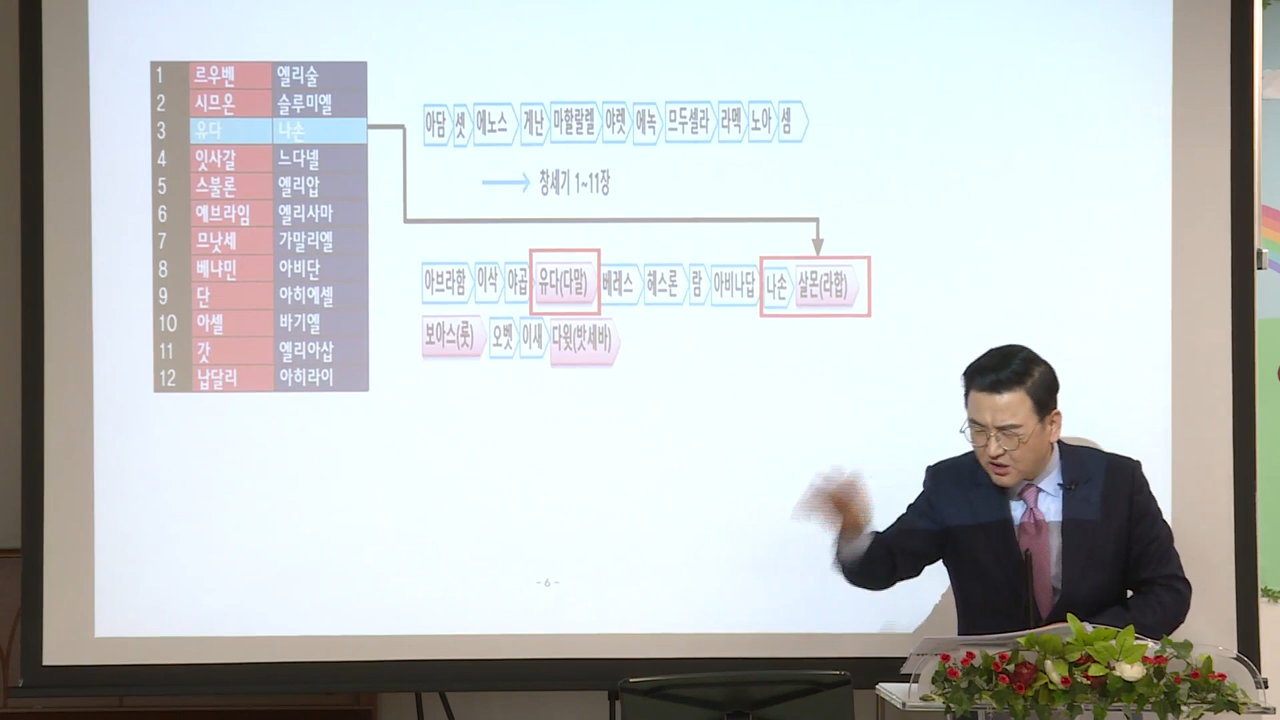 1 르우벤 엘리술
2 시므온 슬루미엘
3 유다 나손
4 잇사갈 느다넬
5 스불론 엘리압
6 에브라임 엘리사마
7 므낫세 가말리엘
8 베냐민 아비단
9 단 아히에셀
10 아셀 바기엘
11 갓 엘리아삽
12 납달리 아히라이
아담 셋 에노스 게난 마할랄렐 야렛 에녹 므두셀라 라멕 노아 셈
창세기 1~11장
아브라함 이삭 야곱 유다(다말) 베레스 헤스론 람 아비나답 나손 살몬(라합)
보아스(룻) 오벳 이새 다윗(밧세바)
- 6 -